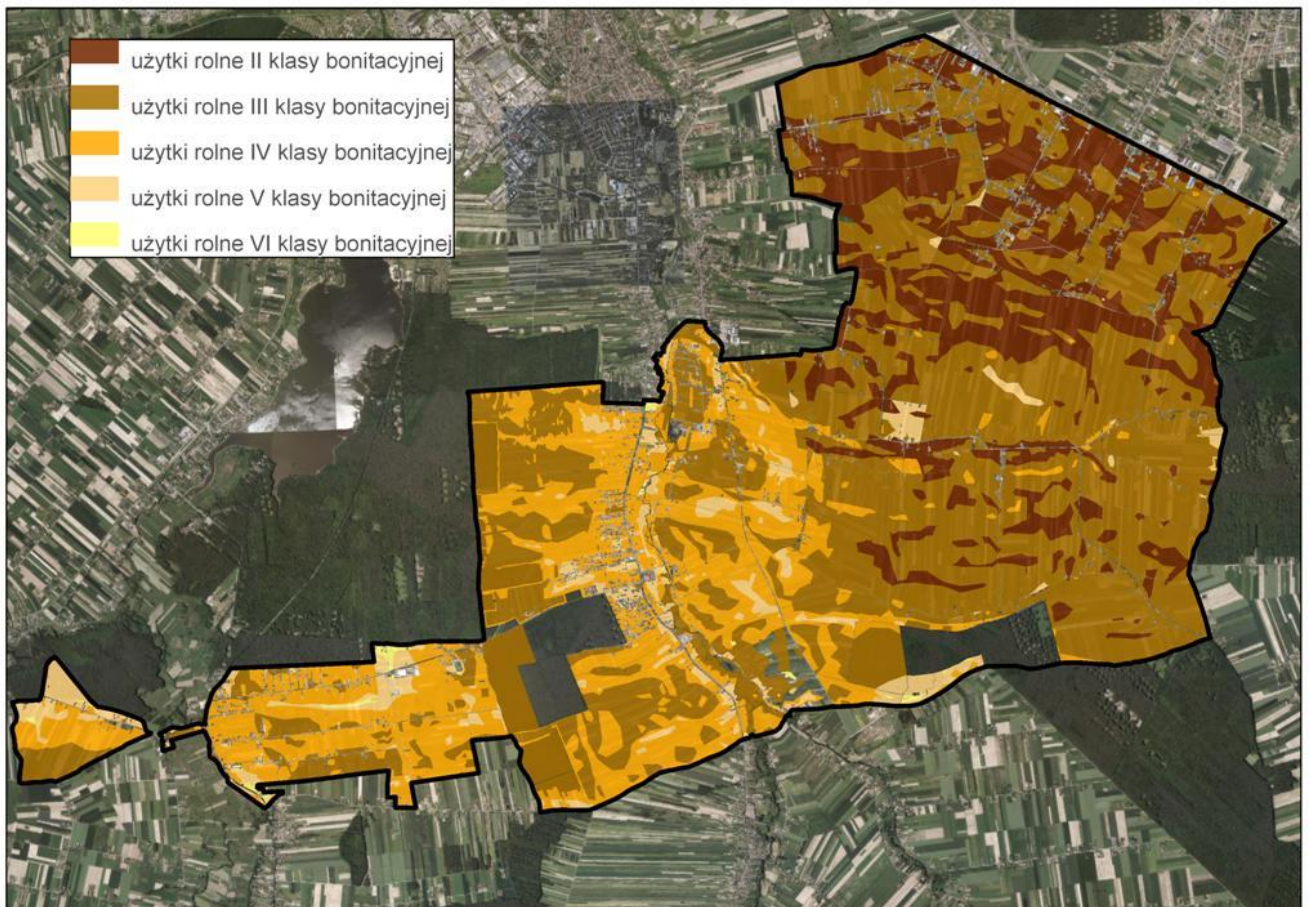 użytki rolne II klasy bonitacyjnej
użytki rolne III klasy bonitacyjnej
użytki rolne IV klasy bonitacyjnej
użytki rolne V klasy bonitacyjnej
użytki rolne VI klasy bonitacyjnej